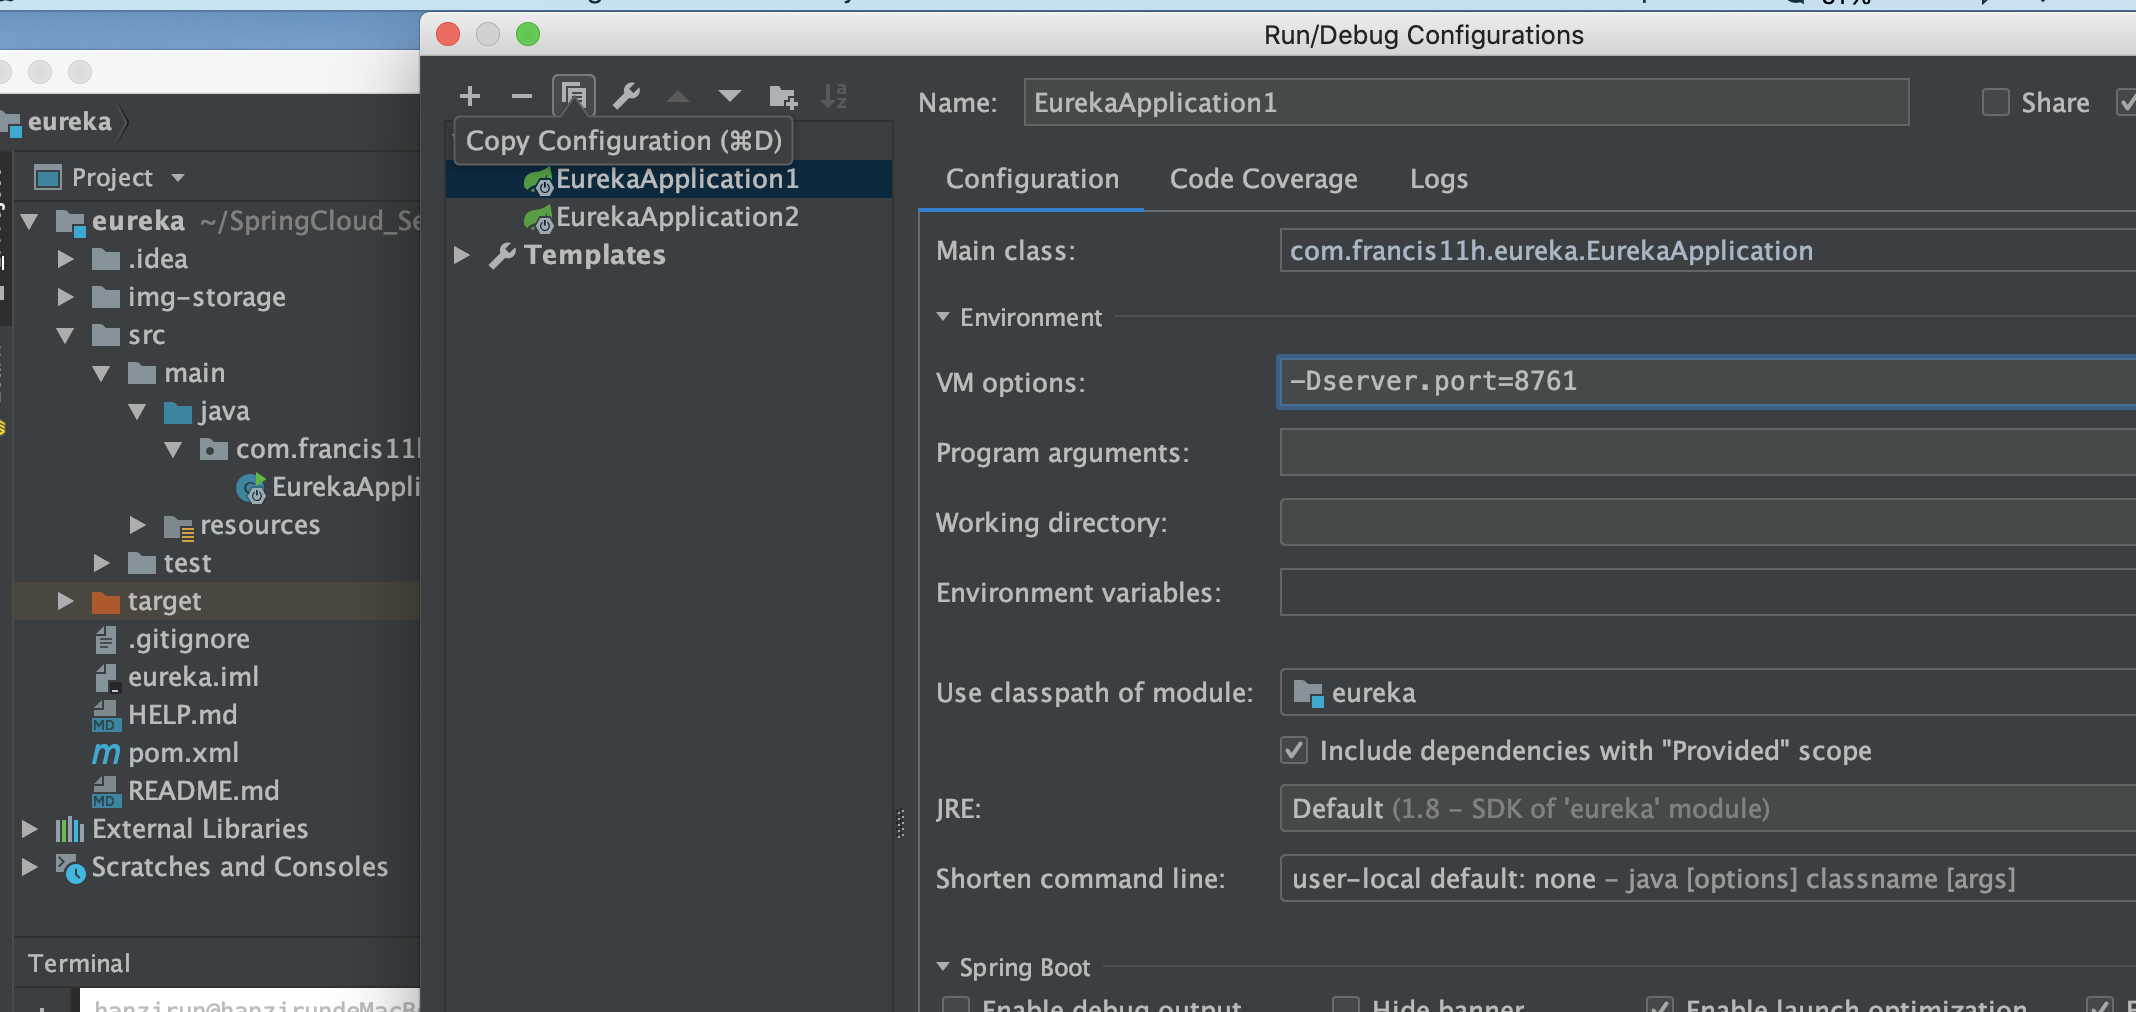 Run/Debug Configurations
eureka
Name: EurekaApplication1
Share
Copy Configuration (⌘D)
Project
EurekaApplication1
Configuration
Code Coverage
Logs
eureka ~/SpringCloud_Se
EurekaApplication2
Main class: com.francis11h.eureka.EurekaApplication
.idea
Templates
img-storage
Environment
src
main
VM options: -Dserver.port=8761
java
com.francis11h
Program arguments:
EurekaAppli
Working directory:
resources
test
Environment variables:
target
.gitignore
eureka.iml
Use classpath of module: eureka
HELP.md
pom.xml
Include dependencies with "Provided" scope
README.md
JRE: Default (1.8 – SDK of 'eureka' module)
External Libraries
Scratches and Consoles
Shorten command line: user-local default: none – java [options] classname [args]
Terminal
Spring Boot
hanzirun@hanzirundeMacB
Enable debug output
Hide banner
Enable launch optimization